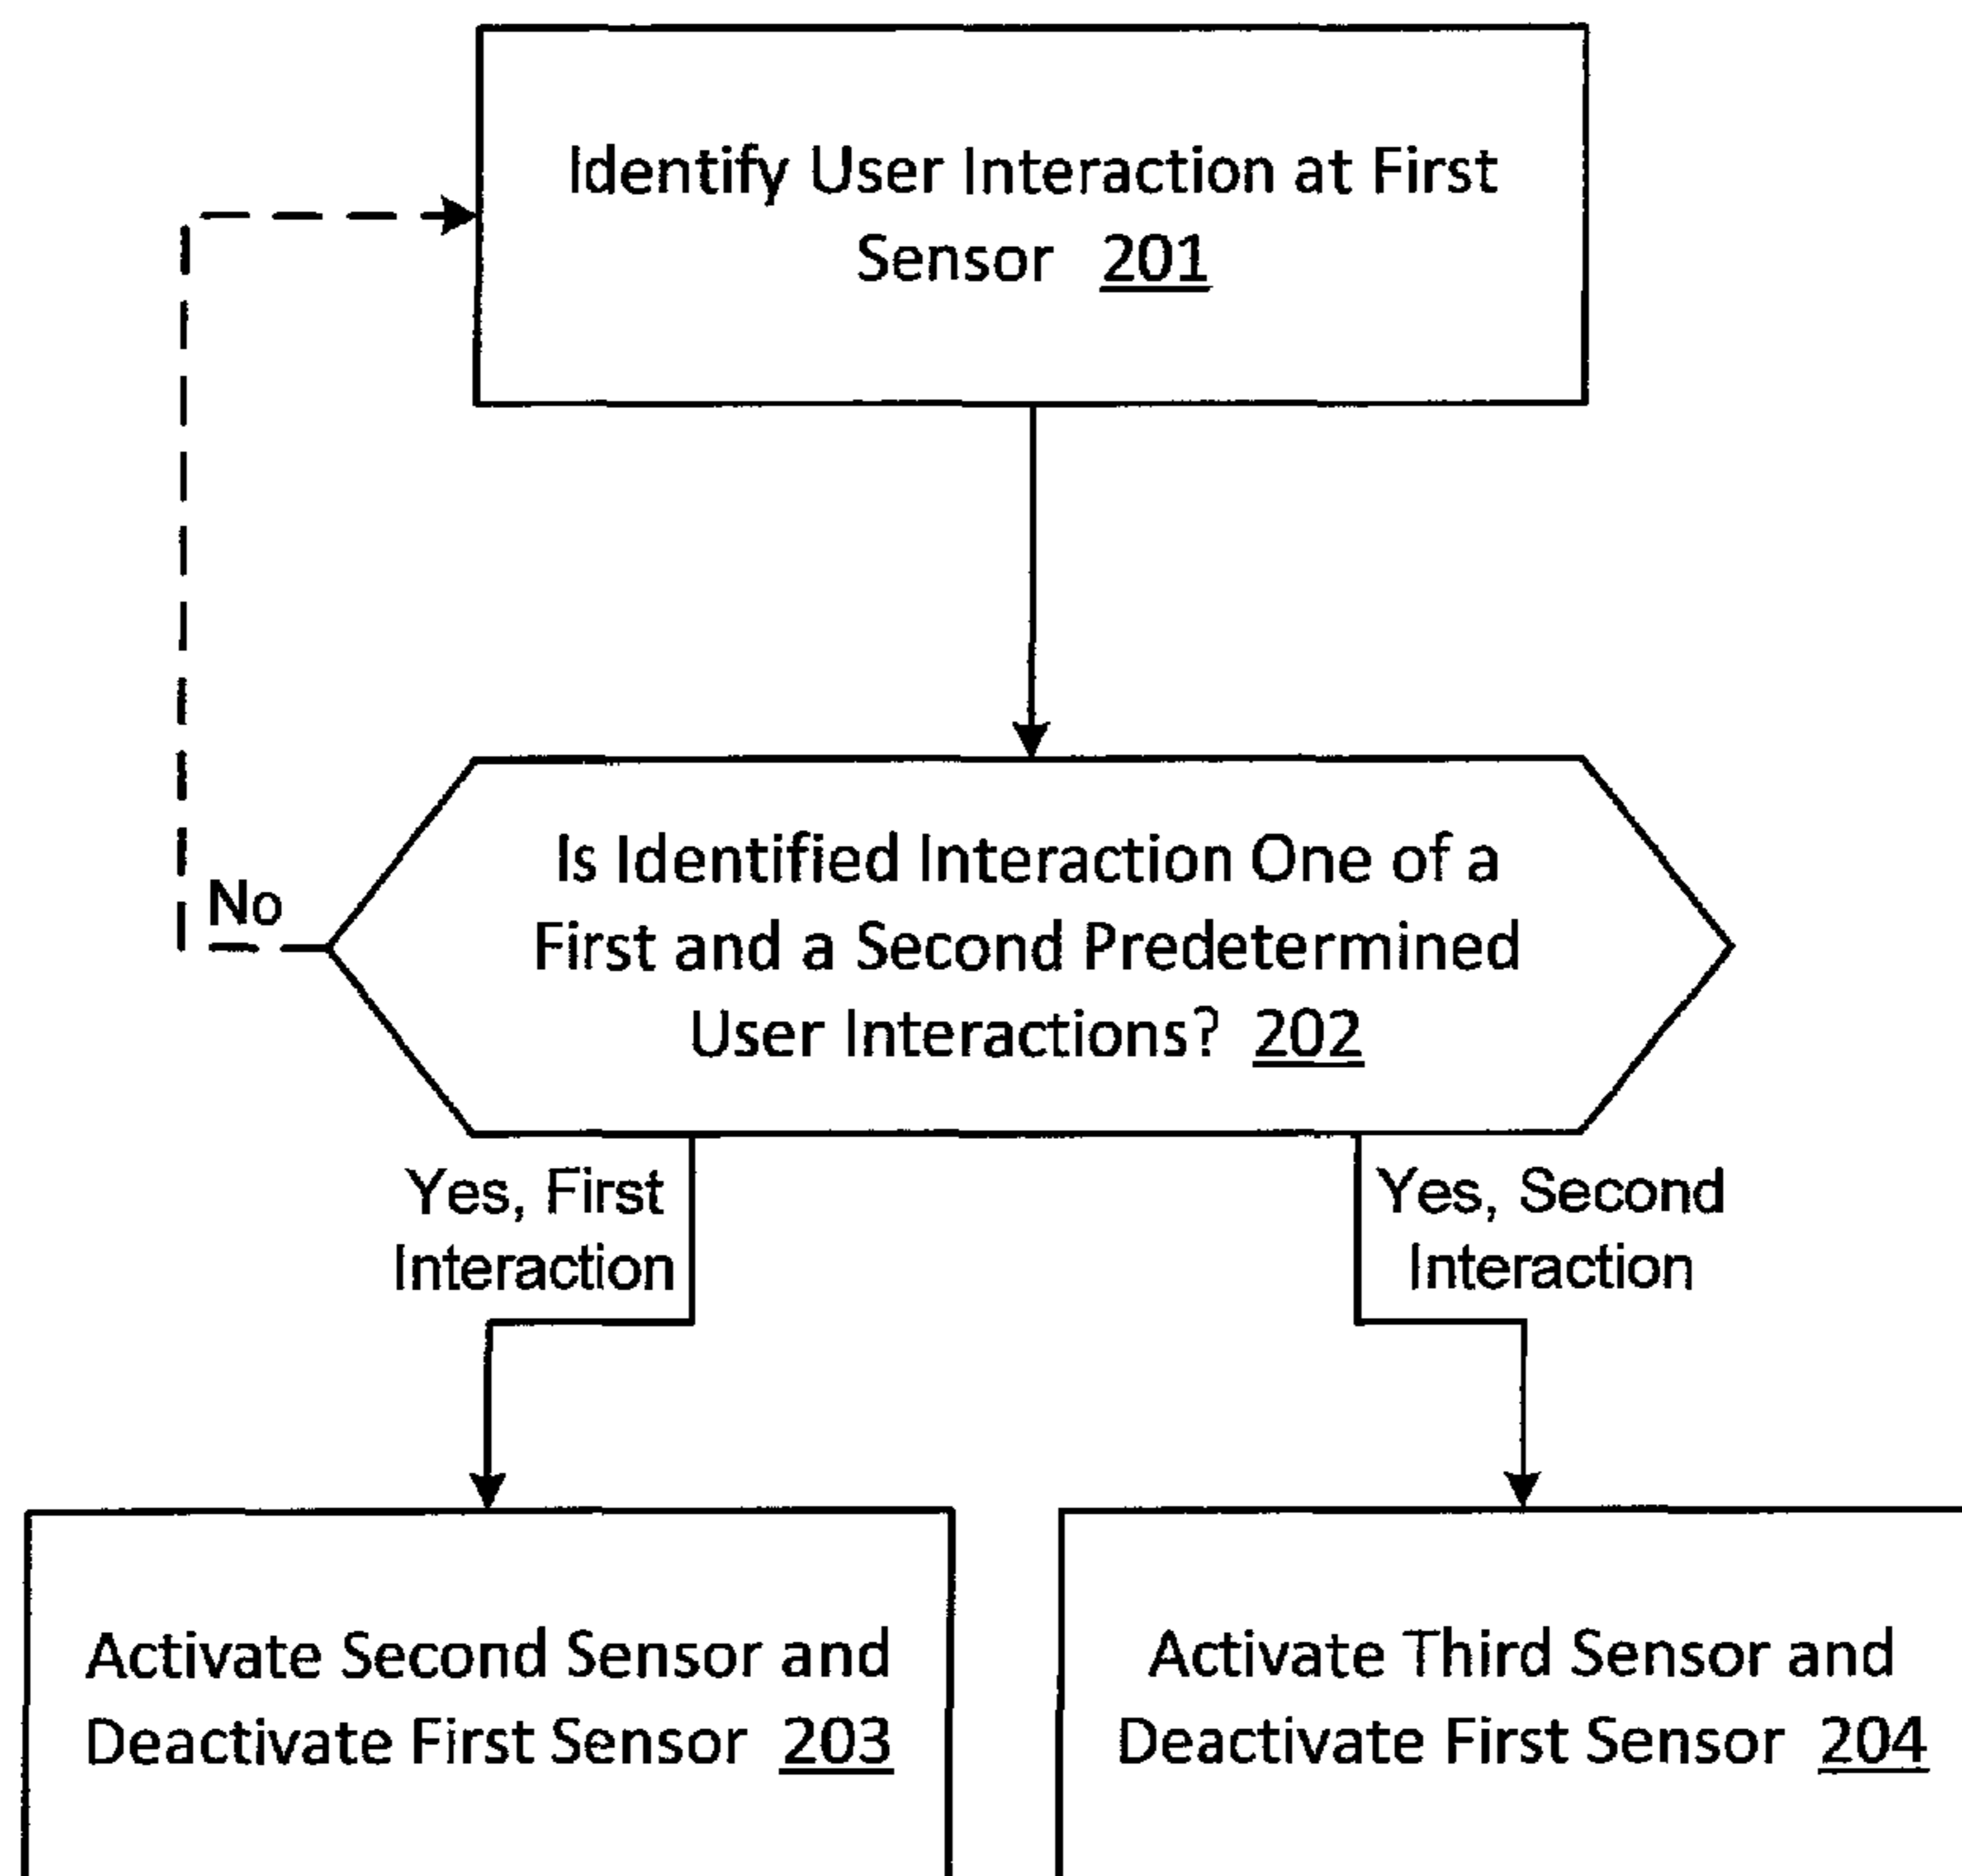 Identify User Interaction at First
Sensor 201
Is Identified Interaction One of a
First and a Second Predetermined
User Interactions? 202
No
Yes, First
Interaction
Yes, Second
Interaction
Activate Second Sensor and
Deactivate First Sensor 203
Activate Third Sensor and
Deactivate First Sensor 204